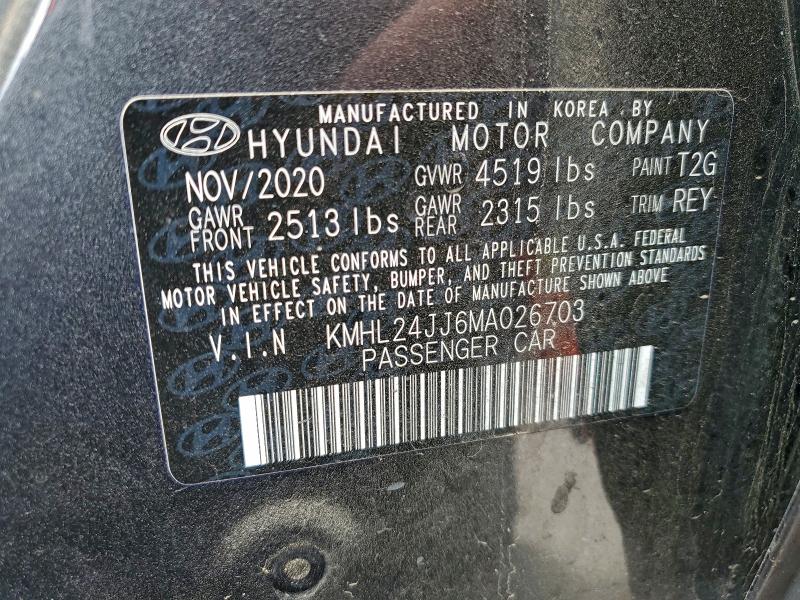 MANUFACTURED IN KOREA BY
HYUNDAI MOTOR COMPANY
NOV/2020 GVWR 4519 lbs PAINT T2G
GAWR FRONT 2513 lbs GAWR REAR 2315 lbs TRIM REY
THIS VEHICLE CONFORMS TO ALL APPLICABLE U.S.A. FEDERAL
MOTOR VEHICLE SAFETY, BUMPER, AND THEFT PREVENTION STANDARDS
IN EFFECT ON THE DATE OF MANUFACTURE SHOWN ABOVE
V.I.N KMHL24JJ6MA026703
PASSENGER CAR